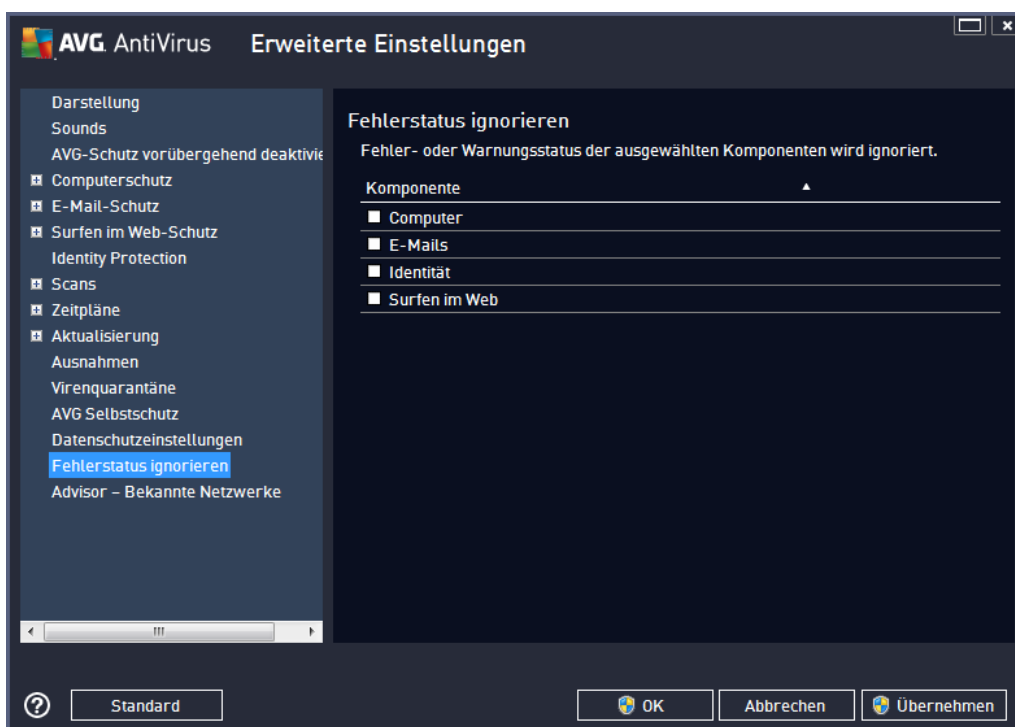 AVG. AntiVirus Erweiterte Einstellungen
Darstellung
Sounds
AVG-Schutz vorübergehend deaktivie
Computerschutz
E-Mail-Schutz
Surfen im Web-Schutz
Identity Protection
Scans
Zeitpläne
Aktualisierung
Ausnahmen
Virenquarantäne
AVG Selbstschutz
Datenschutzeinstellungen
Fehlerstatus ignorieren
Advisor – Bekannte Netzwerke
Fehlerstatus ignorieren
Fehler- oder Warnungsstatus der ausgewählten Komponenten wird ignoriert.
Komponente
Computer
E-Mails
Identität
Surfen im Web
Standard
OK
Abbrechen
Übernehmen